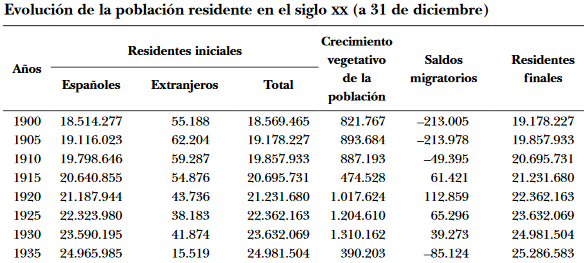 Evolución de la población residente en el siglo XX (a 31 de diciembre)
Años Residentes iniciales Crecimiento vegetativo de la población Saldos migratorios Residentes finales
Españoles Extranjeros Total
1900 18.514.277 55.188 18.569.465 821.767 –213.005 19.178.227
1905 19.116.023 62.204 19.178.227 893.684 –213.978 19.857.933
1910 19.798.646 59.287 19.857.933 887.193 –49.395 20.695.731
1915 20.640.855 54.876 20.695.731 474.528 61.421 21.231.680
1920 21.187.944 43.736 21.231.680 1.017.624 112.859 22.362.163
1925 22.323.980 38.183 22.362.163 1.204.610 65.296 23.632.069
1930 23.590.195 41.874 23.632.069 1.310.162 39.273 24.981.504
1935 24.965.985 15.519 24.981.504 390.203 –85.124 25.286.583